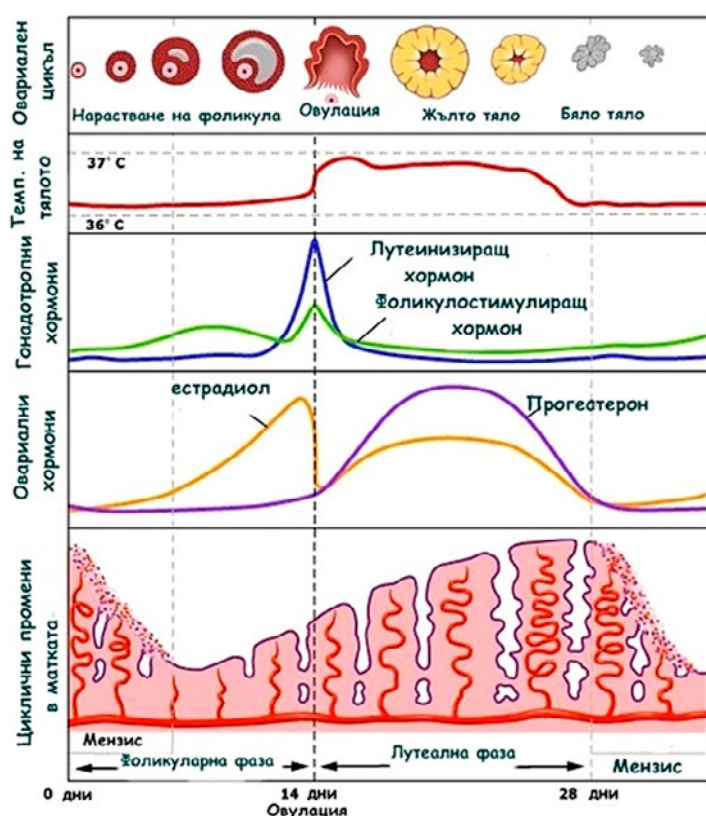 Овариален
цикъл
Нарастване на фоликула
Овулация
Жълто тяло
Бяло тяло
Темп. на
тялото
37° C
36° C
Гонадотропни
хормони
Лутеинизиращ
хормон
Фоликулостимулиращ
хормон
Овариални
хормони
естрадиол
Прогестерон
Циклични промени
в матката
Мензис
Фоликуларна фаза
Лутеална фаза
Мензис
0 дни
14 дни
28 дни
Овулация